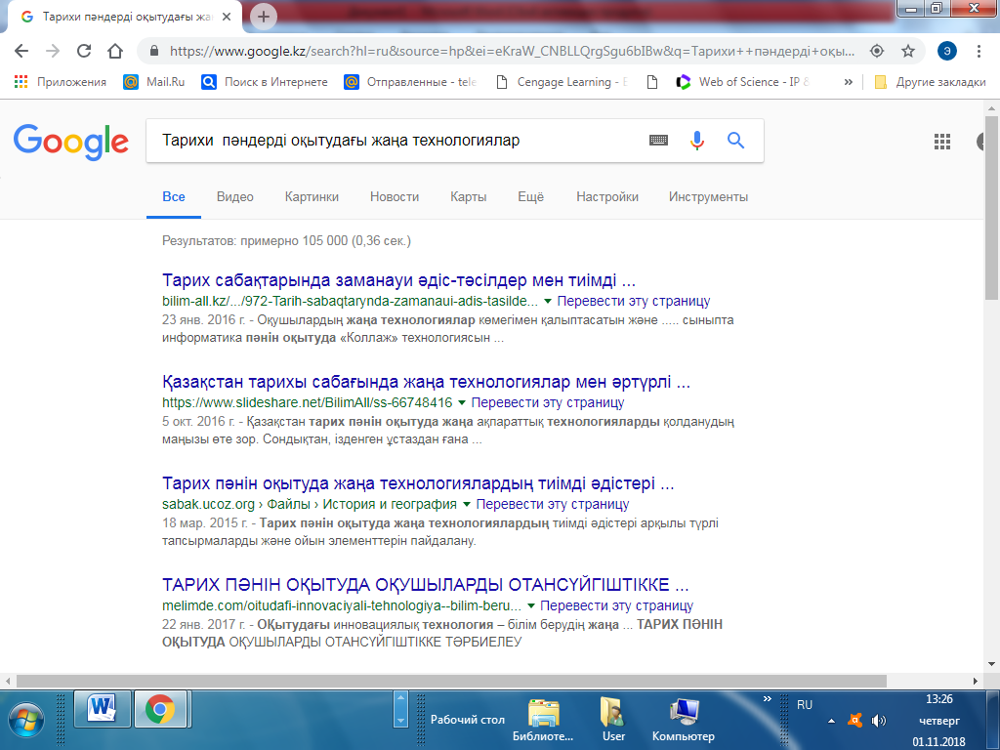 Тарихи пәндерді оқытудағы жаңа
https://www.google.kz/search?hl=ru&source=hp&ei=eKraW_CNBLLQrgSgu6bIBw&q=Тарихи++пәндерді+оқы...
Э
Приложения Mail.Ru Поиск в Интернете Отправленные - tele Cengage Learning - E Web of Science - IP & » Другие закладки
Google
Тарихи  пәндерді оқытудағы жаңа технологиялар
Все Видео Картинки Новости Карты Ещё Настройки Инструменты
Результатов: примерно 105 000 (0,36 сек.)
Тарих сабақтарында заманауи әдіс-тәсілдер мен тиімді ...
bilim-all.kz/.../972-Tarih-sabaqtarynda-zamanaui-adis-tasilde... Перевести эту страницу
23 янв. 2016 г. - Оқушылардың жаңа технологиялар көмегімен қалыптасатын және ..... сыныпта
информатика пәнін оқытуда «Коллаж» технологиясын ...
Қазақстан тарихы сабағында жаңа технологиялар мен әртүрлі ...
https://www.slideshare.net/BilimAll/ss-66748416 Перевести эту страницу
5 окт. 2016 г. - Қазақстан тарих пәнін оқытуда жаңа ақпараттық технологияларды қолданудың
маңызы өте зор. Сондықтан, ізденген ұстаздан ғана ...
Тарих пәнін оқытуда жаңа технологиялардың тиімді әдістері ...
sabak.ucoz.org › Файлы › История и география Перевести эту страницу
18 мар. 2015 г. - Тарих пәнін оқытуда жаңа технологиялардың тиімді әдістері арқылы түрлі
тапсырмаларды және ойын элементтерін пайдалану.
ТАРИХ ПӘНІН ОҚЫТУДА ОҚУШЫЛАРДЫ ОТАНСҮЙГІШТІККЕ ...
melimde.com/oitudafi-innovaciyali-tehnologiya--bilim-beru... Перевести эту страницу
22 янв. 2017 г. - ОҚытудағы инновациялық технология – білім берудің жаңа ... ТАРИХ ПӘНІН
ОҚЫТУДА ОҚУШЫЛАРДЫ ОТАНСҮЙГІШТІККЕ ТӘРБИЕЛЕУ
Рабочий стол Библиоте... User Компьютер » RU
13:26
четверг
01.11.2018